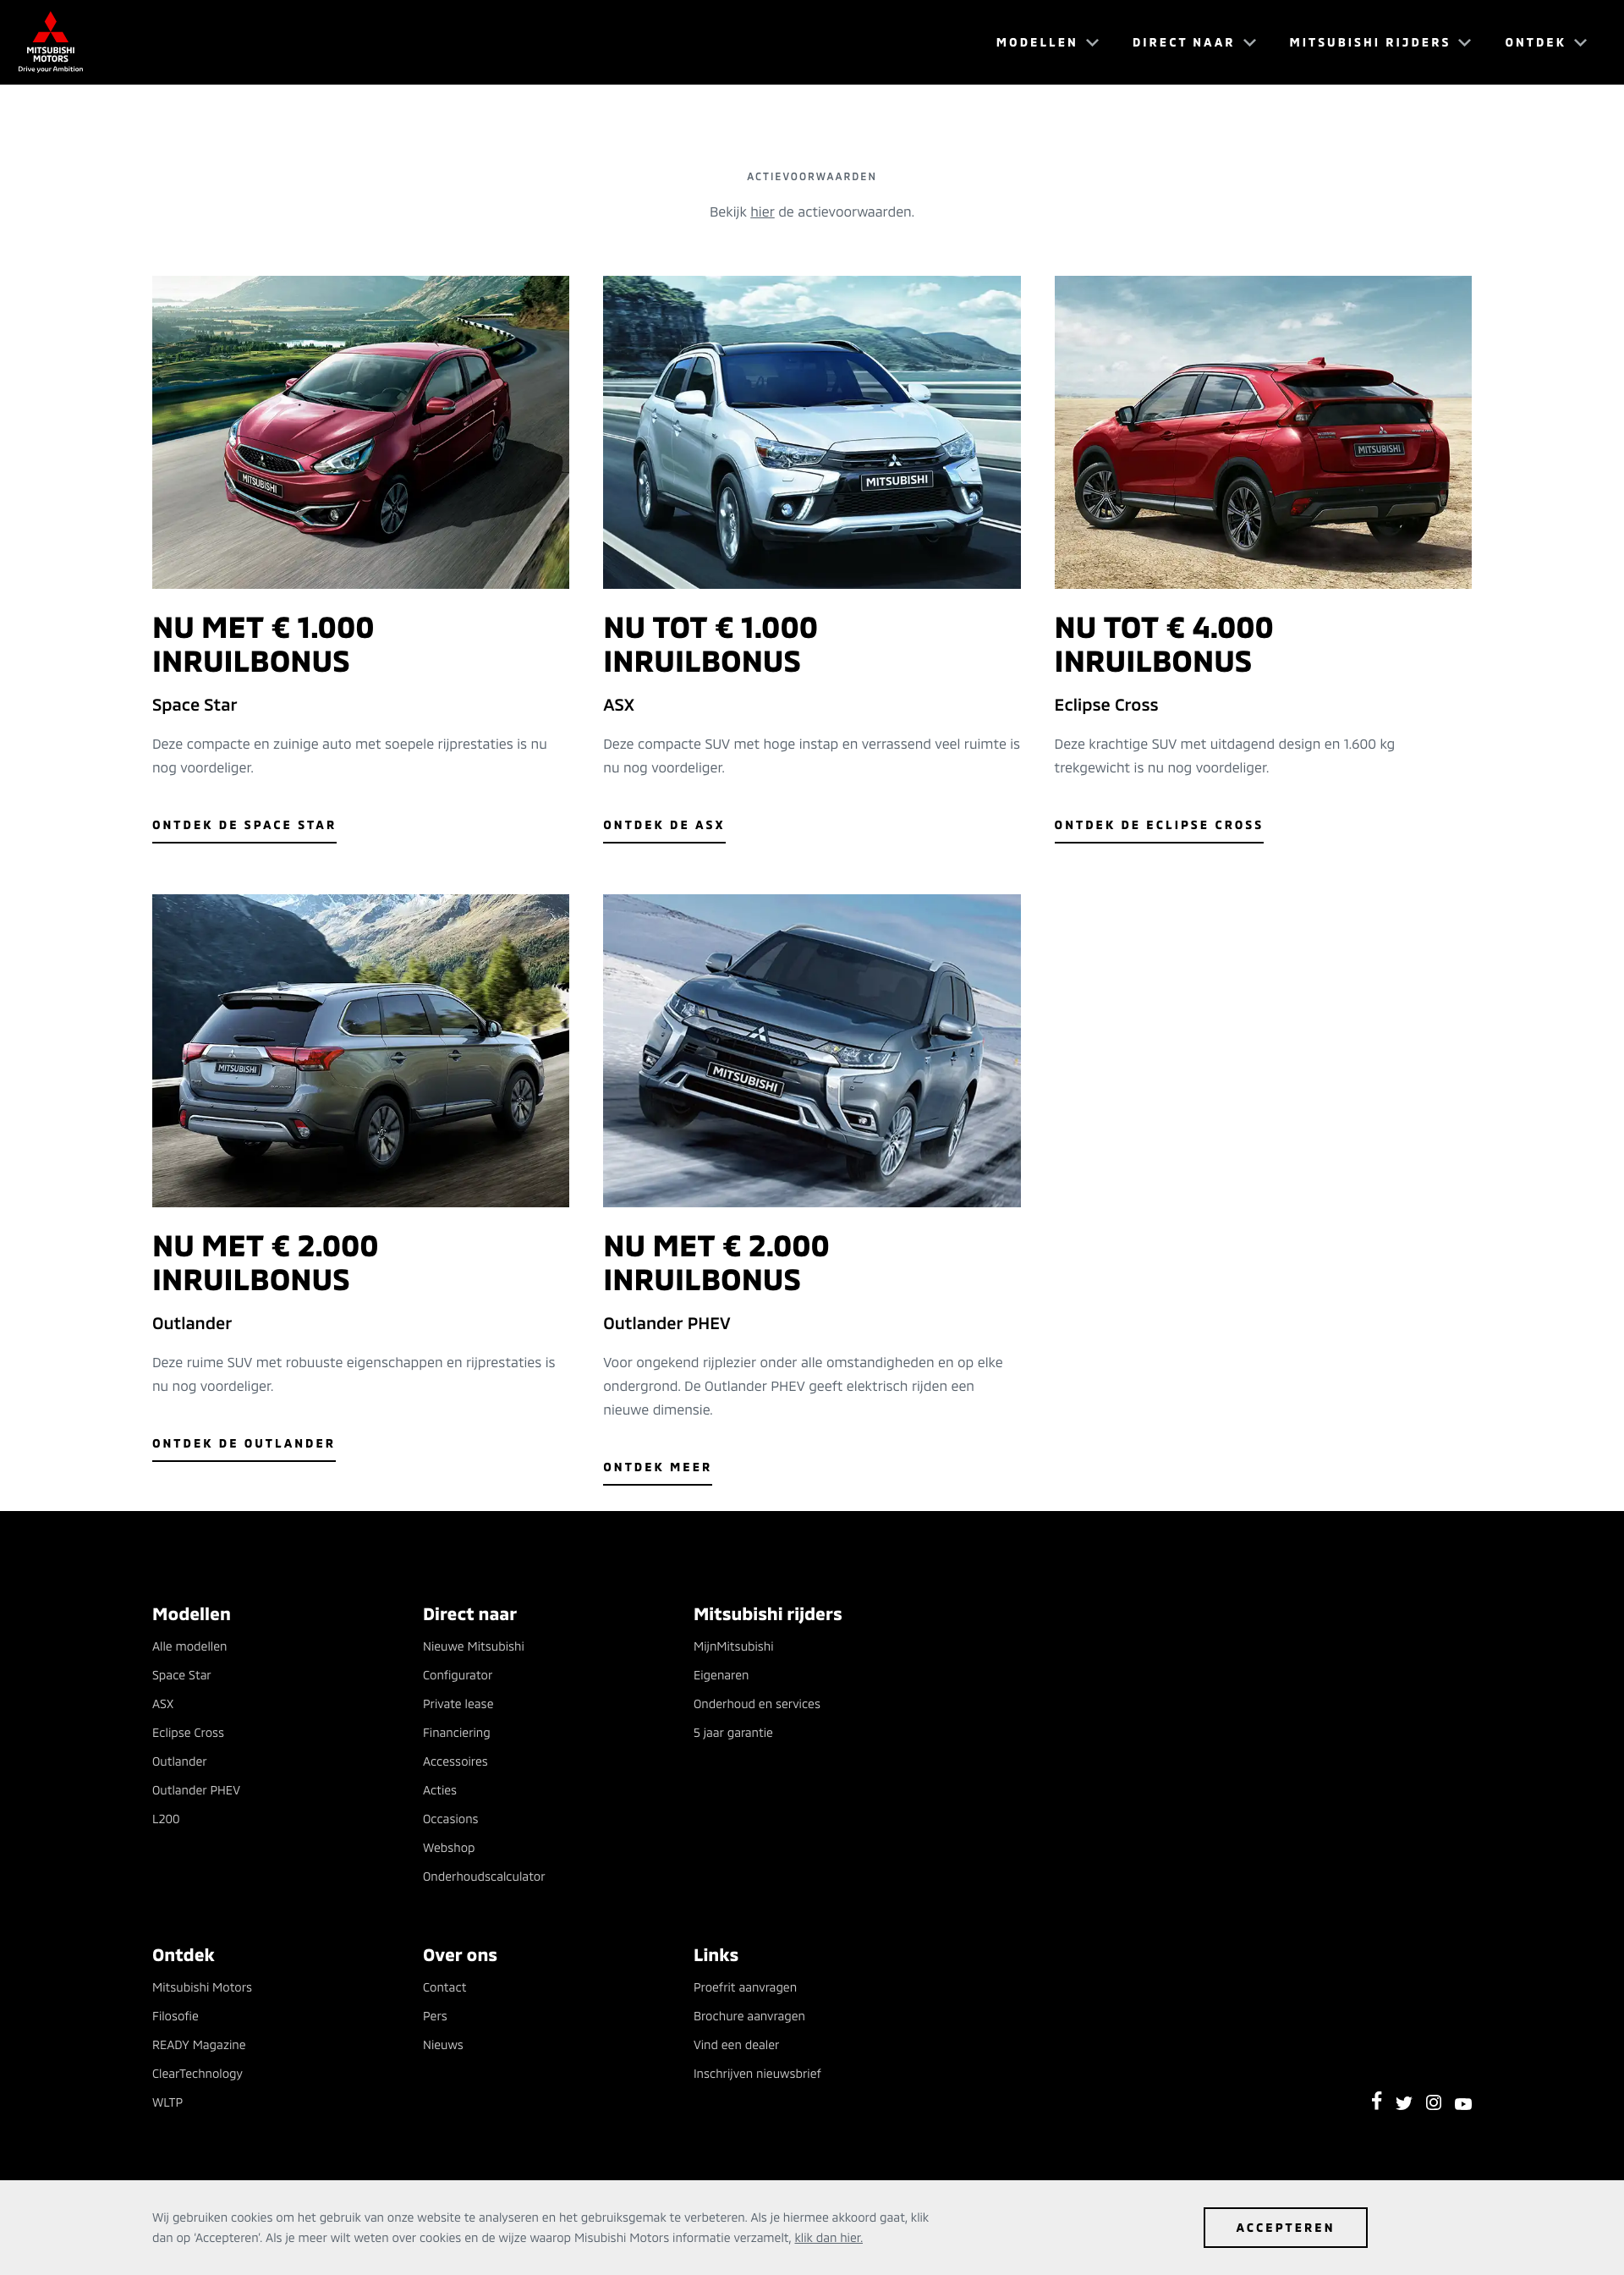 MITSUBISHI
MOTORS
Drive your Ambition
MODELLEN
DIRECT NAAR
MITSUBISHI RIJDERS
ONTDEK
ACTIEVOORWAARDEN
Bekijk hier de actievoorwaarden.
MITSUBISHI
MITSUBISHI
MITSUBISHI
NU MET € 1.000
INRUILBONUS
Space Star
Deze compacte en zuinige auto met soepele rijprestaties is nu
nog voordeliger.
ONTDEK DE SPACE STAR
NU TOT € 1.000
INRUILBONUS
ASX
Deze compacte SUV met hoge instap en verrassend veel ruimte is
nu nog voordeliger.
ONTDEK DE ASX
NU TOT € 4.000
INRUILBONUS
Eclipse Cross
Deze krachtige SUV met uitdagend design en 1.600 kg
trekgewicht is nu nog voordeliger.
ONTDEK DE ECLIPSE CROSS
MITSUBISHI
MITSUBISHI
NU MET € 2.000
INRUILBONUS
Outlander
Deze ruime SUV met robuuste eigenschappen en rijprestaties is
nu nog voordeliger.
ONTDEK DE OUTLANDER
NU MET € 2.000
INRUILBONUS
Outlander PHEV
Voor ongekend rijplezier onder alle omstandigheden en op elke
ondergrond. De Outlander PHEV geeft elektrisch rijden een
nieuwe dimensie.
ONTDEK MEER
Modellen
Alle modellen
Space Star
ASX
Eclipse Cross
Outlander
Outlander PHEV
L200
Direct naar
Nieuwe Mitsubishi
Configurator
Private lease
Financiering
Accessoires
Acties
Occasions
Webshop
Onderhoudscalculator
Mitsubishi rijders
MijnMitsubishi
Eigenaren
Onderhoud en services
5 jaar garantie
Ontdek
Mitsubishi Motors
Filosofie
READY Magazine
ClearTechnology
WLTP
Over ons
Contact
Pers
Nieuws
Links
Proefrit aanvragen
Brochure aanvragen
Vind een dealer
Inschrijven nieuwsbrief
Wij gebruiken cookies om het gebruik van onze website te analyseren en het gebruiksgemak te verbeteren. Als je hiermee akkoord gaat, klik
dan op 'Accepteren'. Als je meer wilt weten over cookies en de wijze waarop Misubishi Motors informatie verzamelt, klik dan hier.
ACCEPTEREN